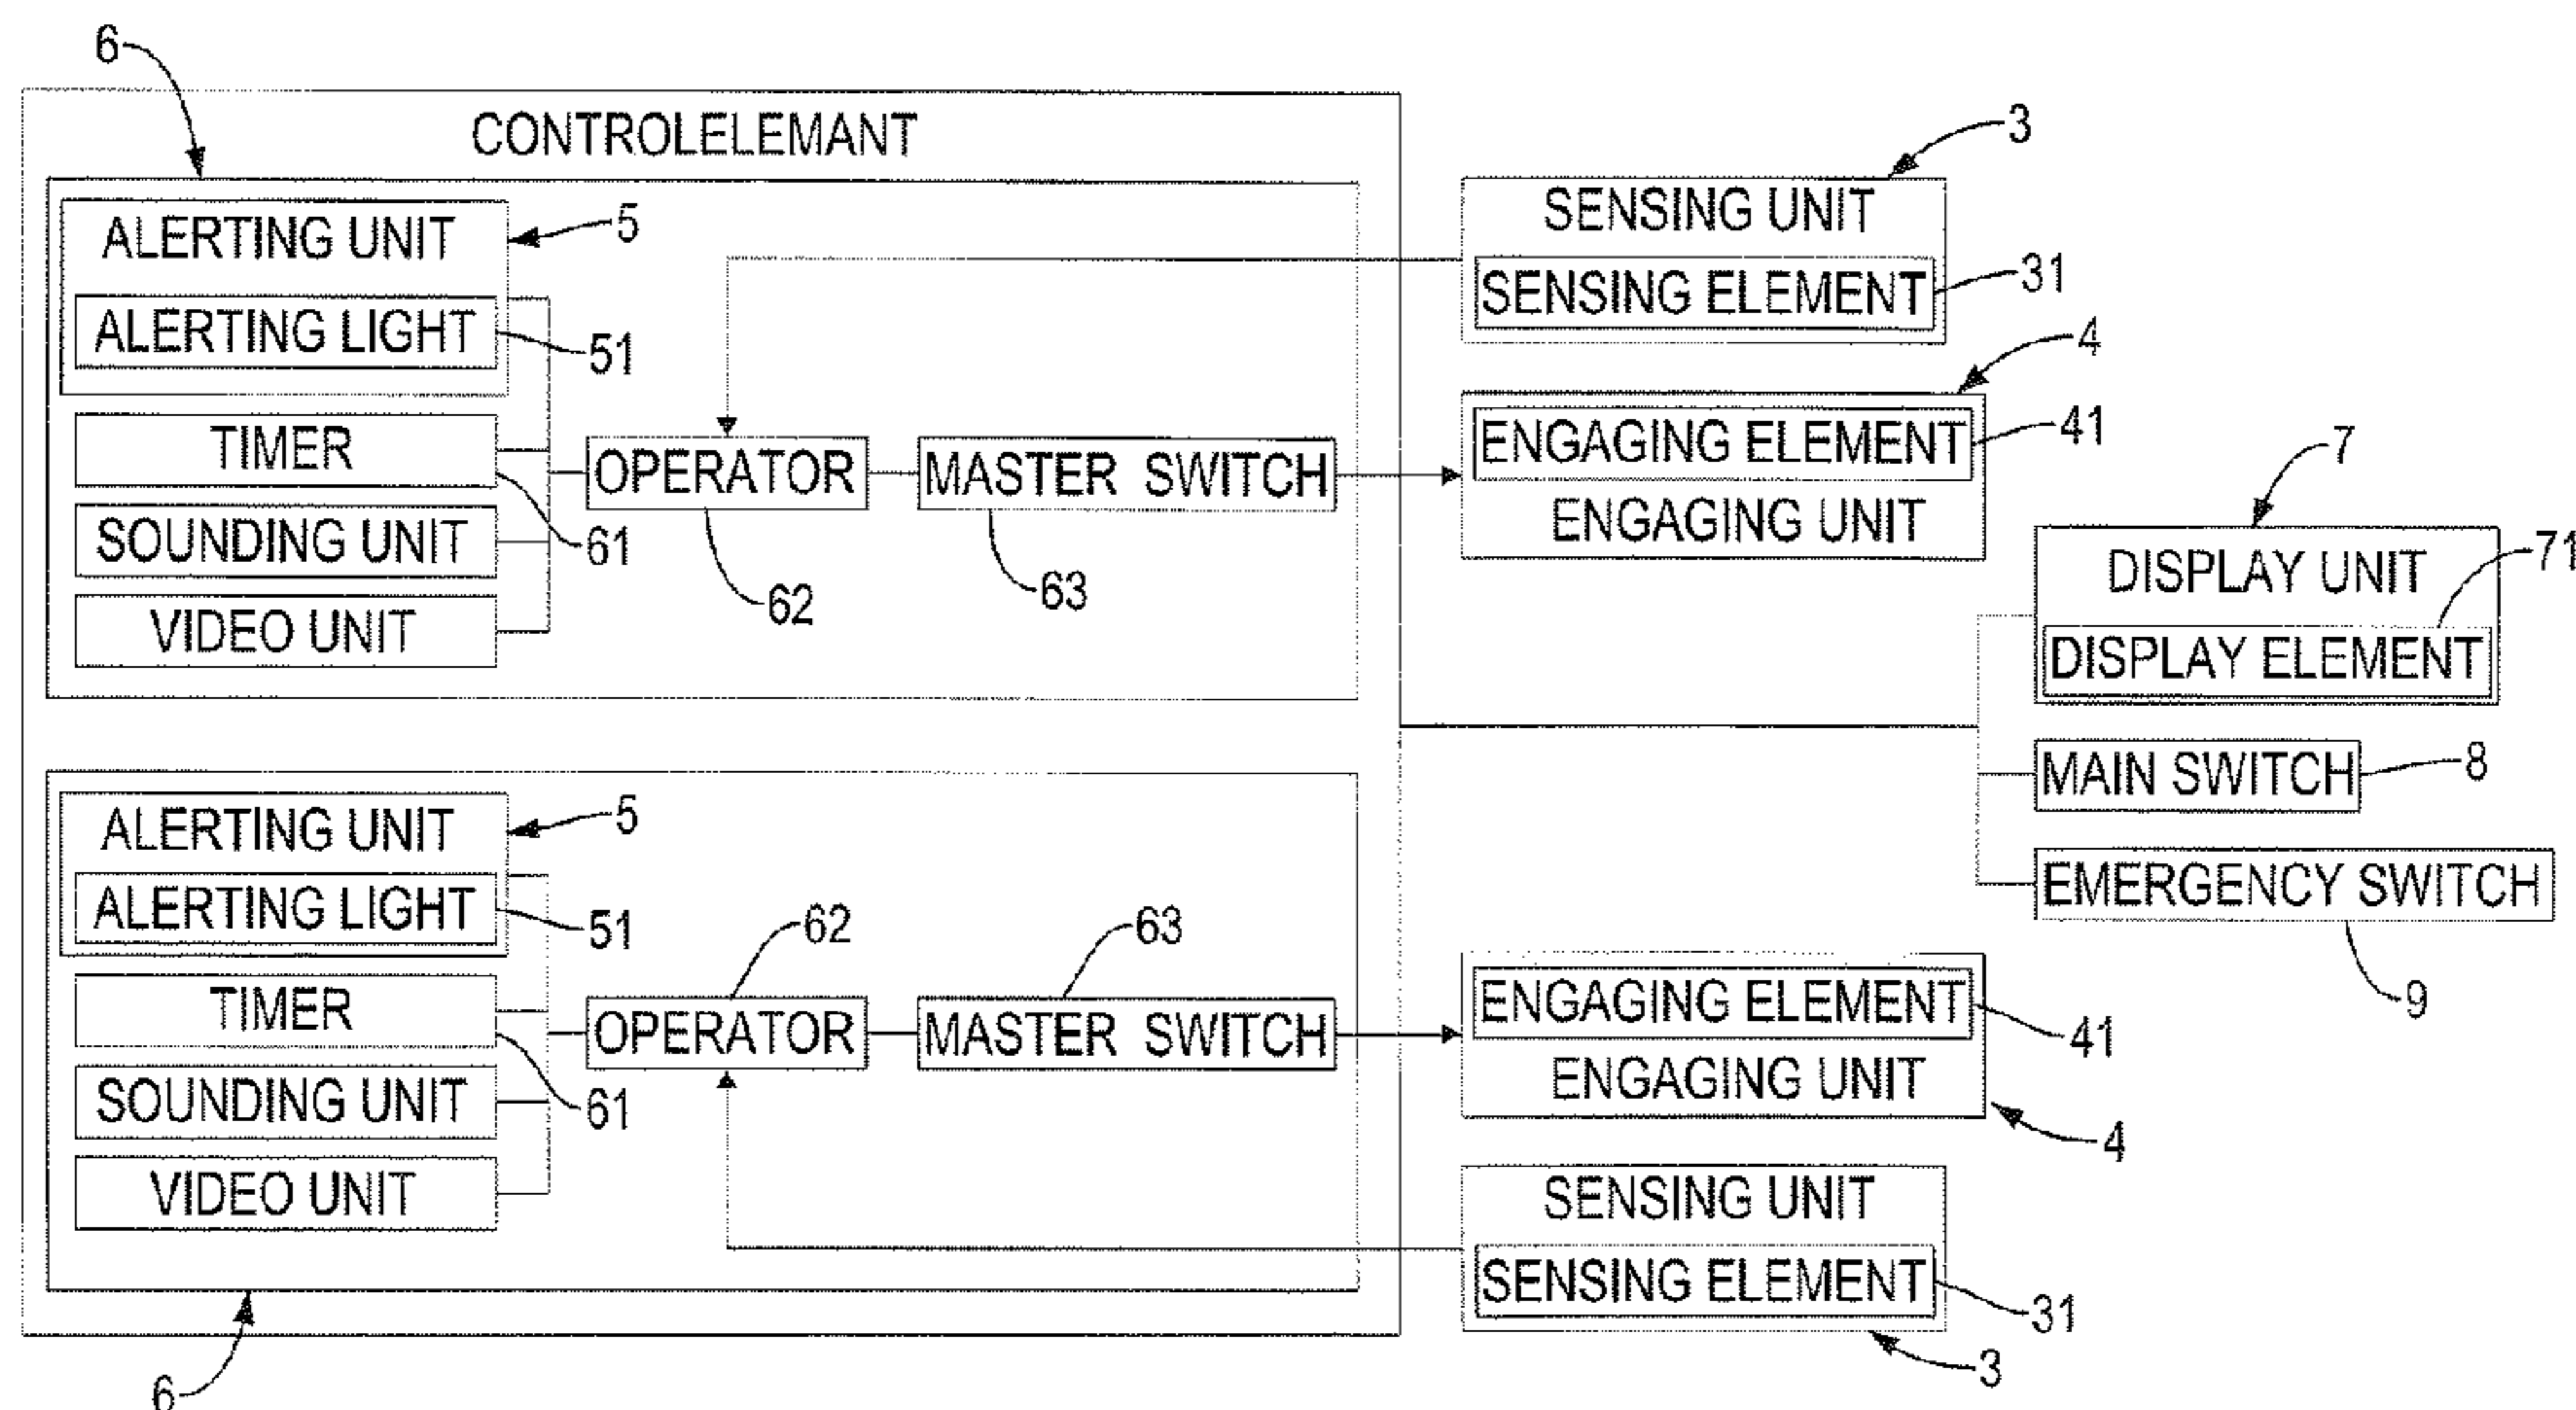 6
CONTROLELEMANT
ALERTING UNIT
5
ALERTING LIGHT
51
TIMER
61
SOUNDING UNIT
VIDEO UNIT
OPERATOR
62
MASTER SWITCH
63
SENSING UNIT
3
SENSING ELEMENT
31
4
ENGAGING ELEMENT
41
ENGAGING UNIT
7
DISPLAY UNIT
71
DISPLAY ELEMENT
MAIN SWITCH
8
EMERGENCY SWITCH
9
ALERTING UNIT
5
ALERTING LIGHT
51
TIMER
61
SOUNDING UNIT
VIDEO UNIT
62
OPERATOR
63
MASTER SWITCH
ENGAGING ELEMENT
41
ENGAGING UNIT
4
SENSING UNIT
SENSING ELEMENT
31
3
6